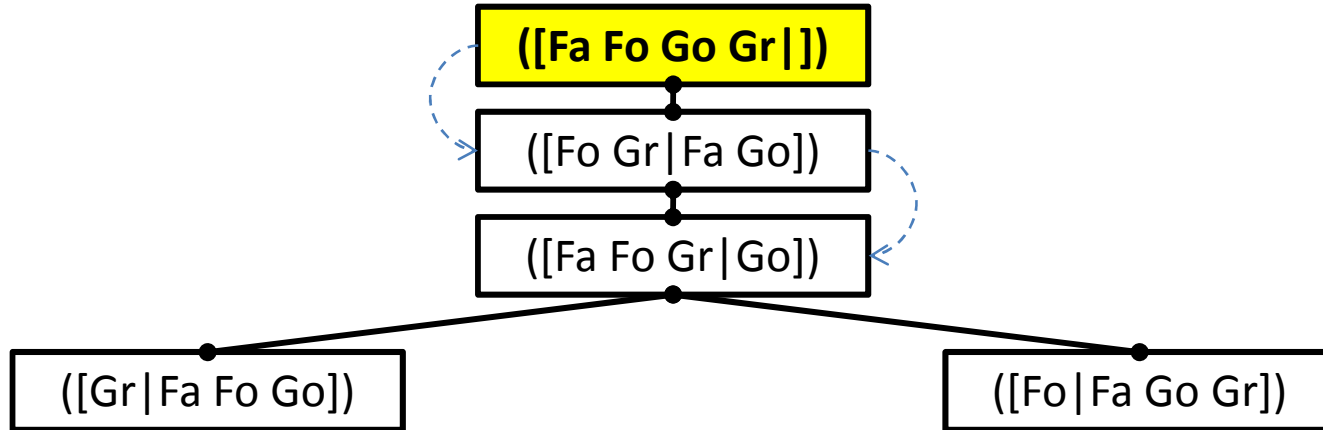 ([Fa Fo Go Gr|])
([Fo Gr|Fa Go])
([Fa Fo Gr|Go])
([Gr|Fa Fo Go])
([Fo|Fa Go Gr])